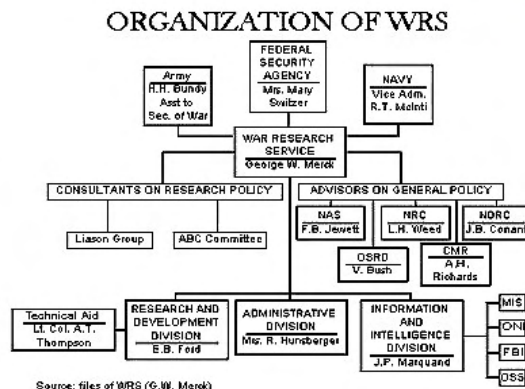 ORGANIZATION OF WRS
FEDERAL
SECURITY
AGENCY
Mrs. Mary
Switzer
Army
H.H. Bundy
Asst to
Sec. of War
NAVY
Vice Adm.
R.T. McInti
WAR RESEARCH
SERVICE
George W. Merck
CONSULTANTS ON RESEARCH POLICY
ADVISORS ON GENERAL POLICY
Liason Group
ABC Committee
NAS
F.B. Jewett
NRC
L.H. Weed
NDRC
J.B. Conant
OSRD
V. Bush
CMR
A.H,
Richards
Technical Aid
Lt. Col. A.T.
Thompson
RESEARCH AND
DEVELOPMENT
DIVISION
E.B. Ford
ADMINISTRATIVE
DIVISION
Mrs. R. Hunsberger
INFORMATION
AND
INTELLIGENCE
DIVISION
J.P. Marquand
MIS
ONI
FBI
OSS
Source: files of WRS (G.W. Merck)